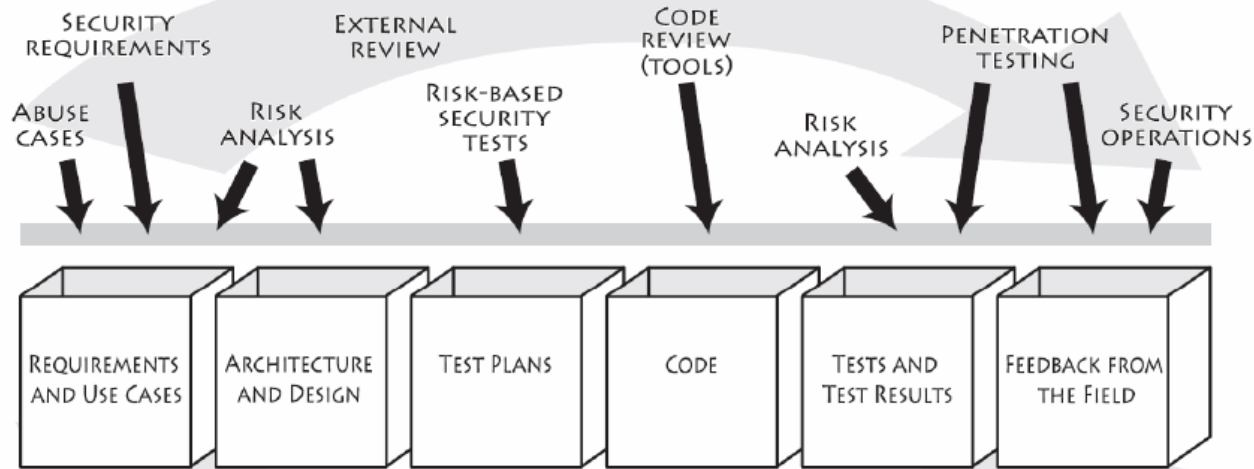 SECURITY
REQUIREMENTS
EXTERNAL
REVIEW
CODE
REVIEW
(TOOLS)
PENETRATION
TESTING
ABUSE
CASES
RISK
ANALYSIS
RISK-BASED
SECURITY
TESTS
RISK
ANALYSIS
SECURITY
OPERATIONS
REQUIREMENTS
AND USE CASES
ARCHITECTURE
AND DESIGN
TEST PLANS
CODE
TESTS AND
TEST RESULTS
FEEDBACK FROM
THE FIELD